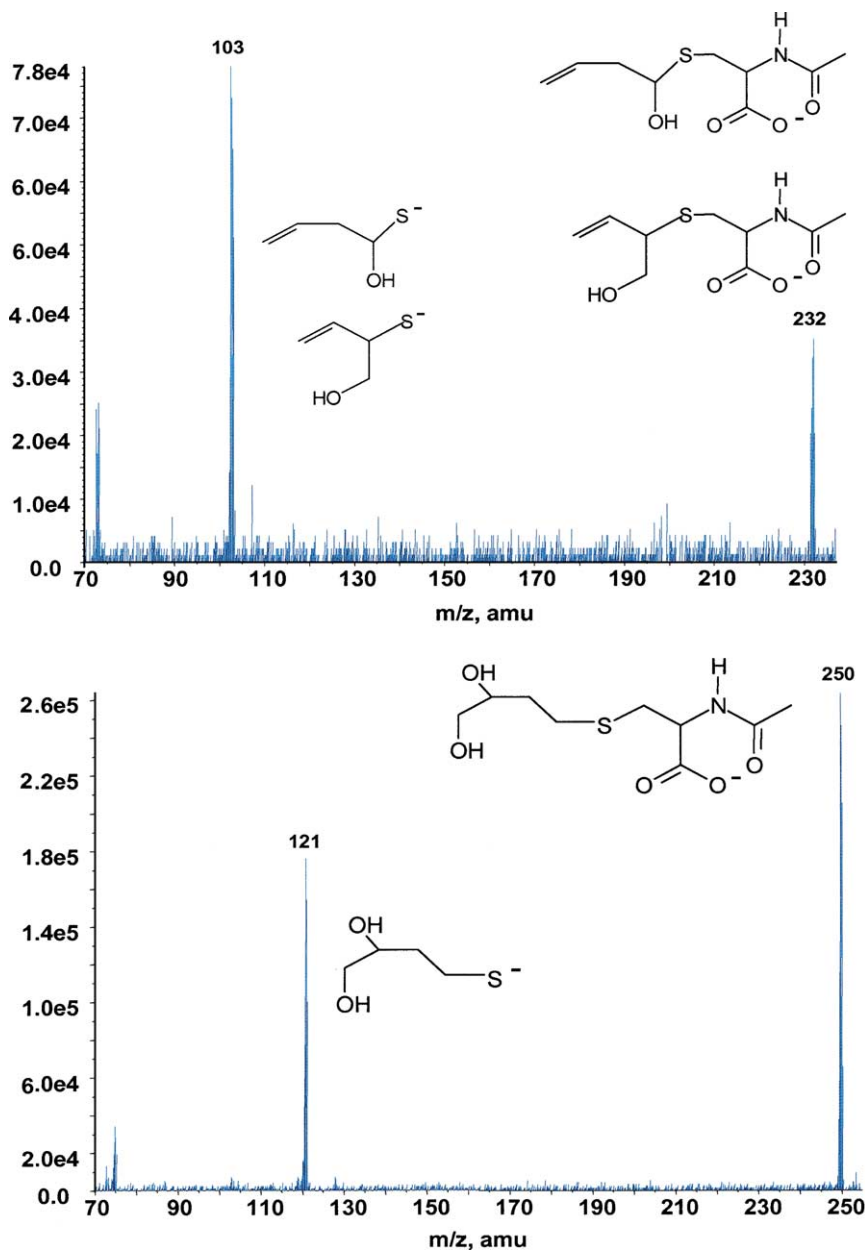 103
7.8e4
7.0e4
6.0e4
6.0e4
4.0e4
3.0e4
2.0e4
1.0e4
0.0
H
S
N
OH
O
O-
O
S-
OH
H
S
N
HO
O
O-
O
S-
HO
232
70 90 110 130 150 170 190 210 230
m/z, amu
2.6e5
2.2e5
1.8e5
1.4e5
1.0e5
6.0e4
2.0e4
0.0
250
OH
H
N
OH
S
O
O-
O
121
OH
OH
S-
70 90 110 130 150 170 190 210 230 250
m/z, amu